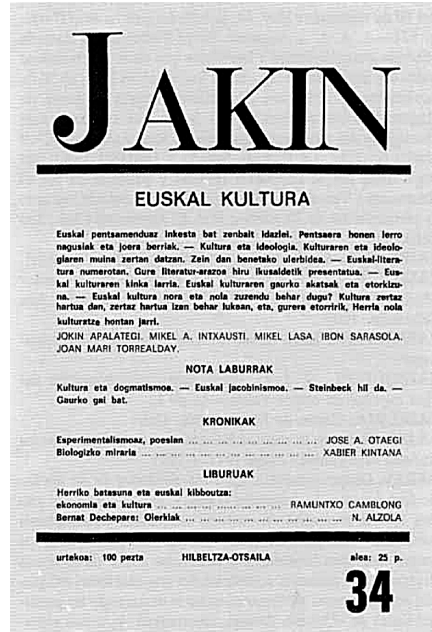 JAKIN
EUSKAL KULTURA
Euskal pentsamenduaz inkesta bat zenbait idazlei. Pentsaera honen lerro
nagusiak eta joera berriak. — Kultura eta ideologia. Kulturaren eta ideolo-
giaren muina zertan datzan. Zein dan benetako ulerbidea. — Euskal-litera-
tura numerotan. Gure literatur-arazoa hiru ikusaldetik presentatua. — Eus-
kal kulturaren kinka larria. Euskal kulturaren gaurko akatsak eta etorkizu-
na. — Euskal kultura nora eta nola zuzendu behar dugu? Kultura zertaz
hartua dan, zertaz hartua izan behar lukean, eta, gurera etorririk, Herria nola
kulturatze hontan jarri.
JOKIN APALATEGI. MIKEL A. INTXAUSTI. MIKEL LASA. IBON SARASOLA.
JOAN MARI TORREALDAY.
NOTA LABURRAK
Kultura eta dogmatismoa. — Euskal jacobinismoa. — Steinbeck hil da. —
Gaurko gai bat.
KRONIKAK
Esperimentalismoaz, poesian ... ... ... ... ... ... ... ... JOSE A. OTAEGI
Biologizko miraria ... ... ... ... ... ... ... ... ... ... XABIER KINTANA
LIBURUAK
Herriko batasuna eta euskal kibboutza:
ekonomia eta kultura ... ... ... ... ... ... ... ... RAMUNTXO CAMBLONG
Bernat Dechepare: Olerkiak ... ... ... ... ... ... ... ... ... ... N. ALZOLA
urtekoa: 100 pezta HILBELTZA-OTSAILA alea: 25 p.
34